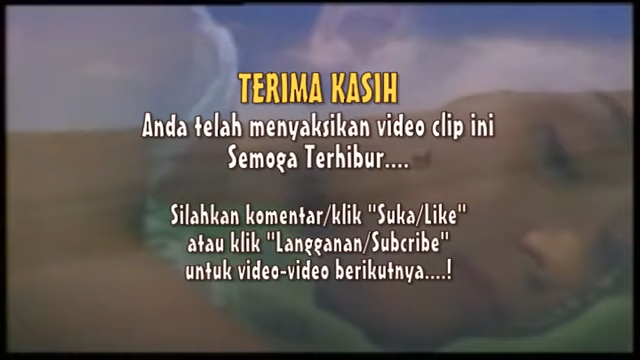 TERIMA KASIH
Anda telah menyaksikan video clip ini
Semoga Terhibur....
Silahkan komentar/klik "Suka/Like"
atau klik "Langganan/Subcribe"
untuk video-video berikutnya....!